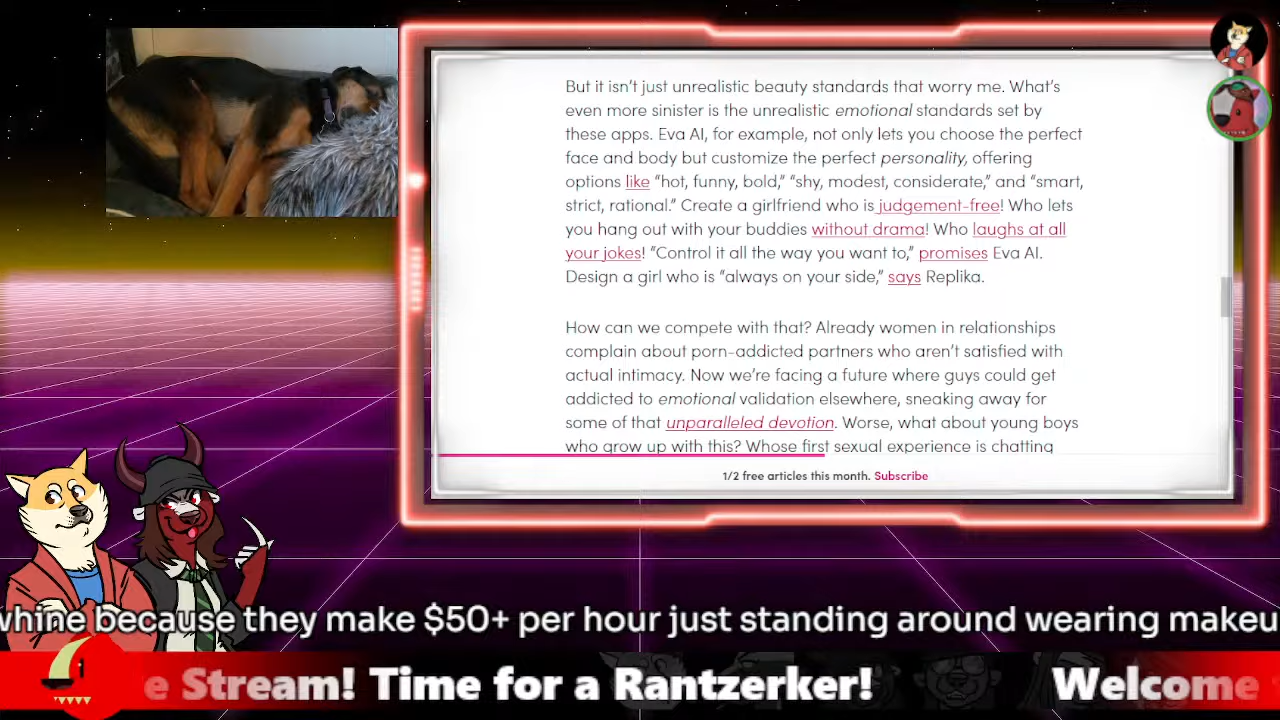 But it isn’t just unrealistic beauty standards that worry me. What’s
even more sinister is the unrealistic emotional standards set by
these apps. Eva AI, for example, not only lets you choose the perfect
face and body but customize the perfect personality, offering
options like “hot, funny, bold,” “shy, modest, considerate,” and “smart,
strict, rational.” Create a girlfriend who is judgement-free! Who lets
you hang out with your buddies without drama! Who laughs at all
your jokes! “Control it all the way you want to,” promises Eva AI.
Design a girl who is “always on your side,” says Replika.
How can we compete with that? Already women in relationships
complain about porn-addicted partners who aren’t satisfied with
actual intimacy. Now we’re facing a future where guys could get
addicted to emotional validation elsewhere, sneaking away for
some of that unparalleled devotion. Worse, what about young boys
who grow up with this? Whose first sexual experience is chatting
1/2 free articles this month. Subscribe
whine because they make $50+ per hour just standing around wearing makeu
e Stream! Time for a Rantzerker!
Welcome